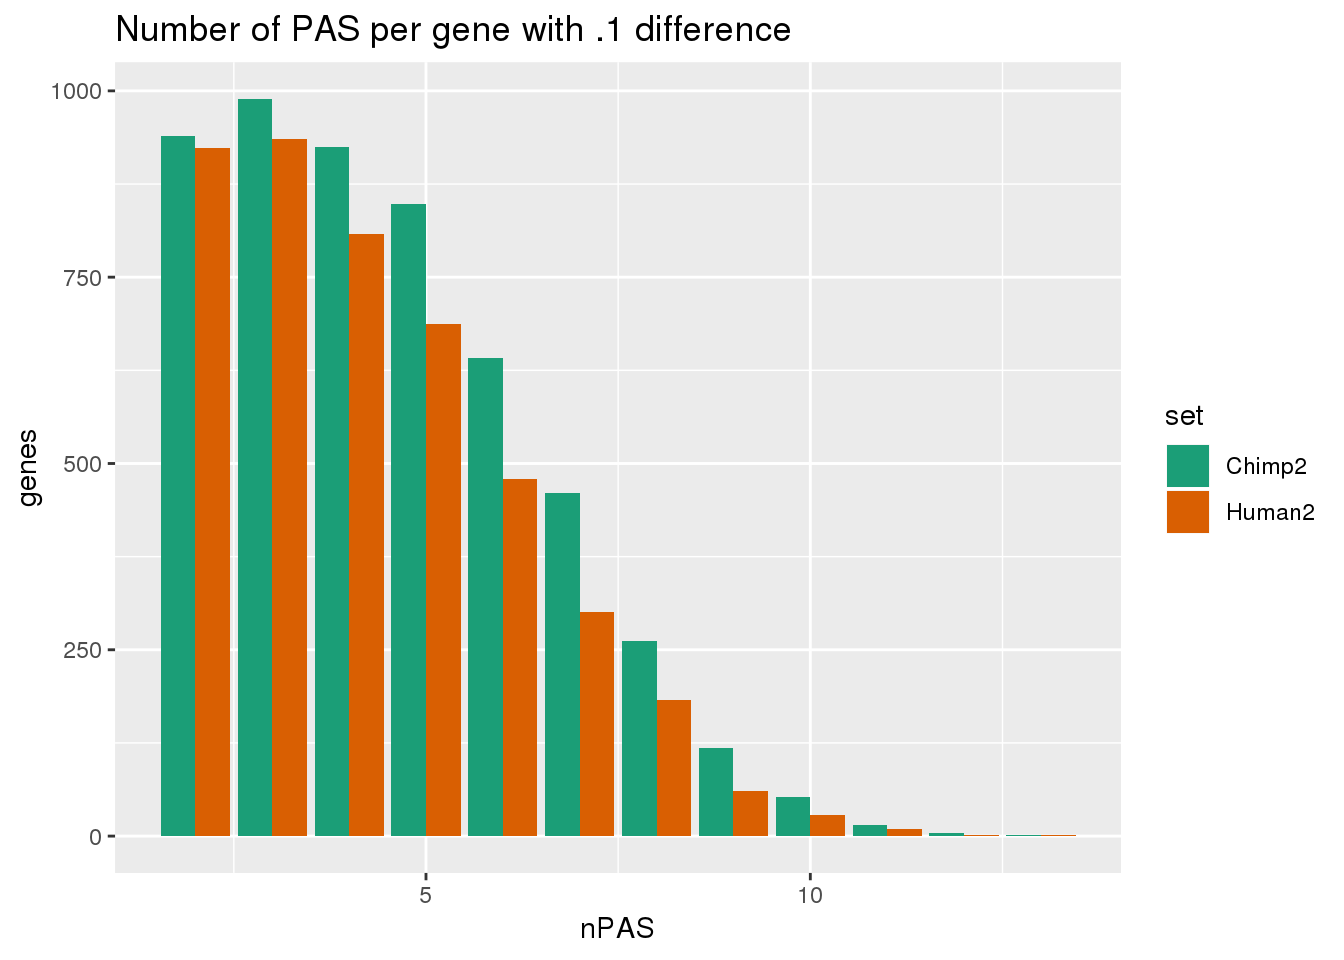 Number of PAS per gene with .1 difference
1000
750
500
250
0
genes
5
10
nPAS
set
Chimp2
Human2